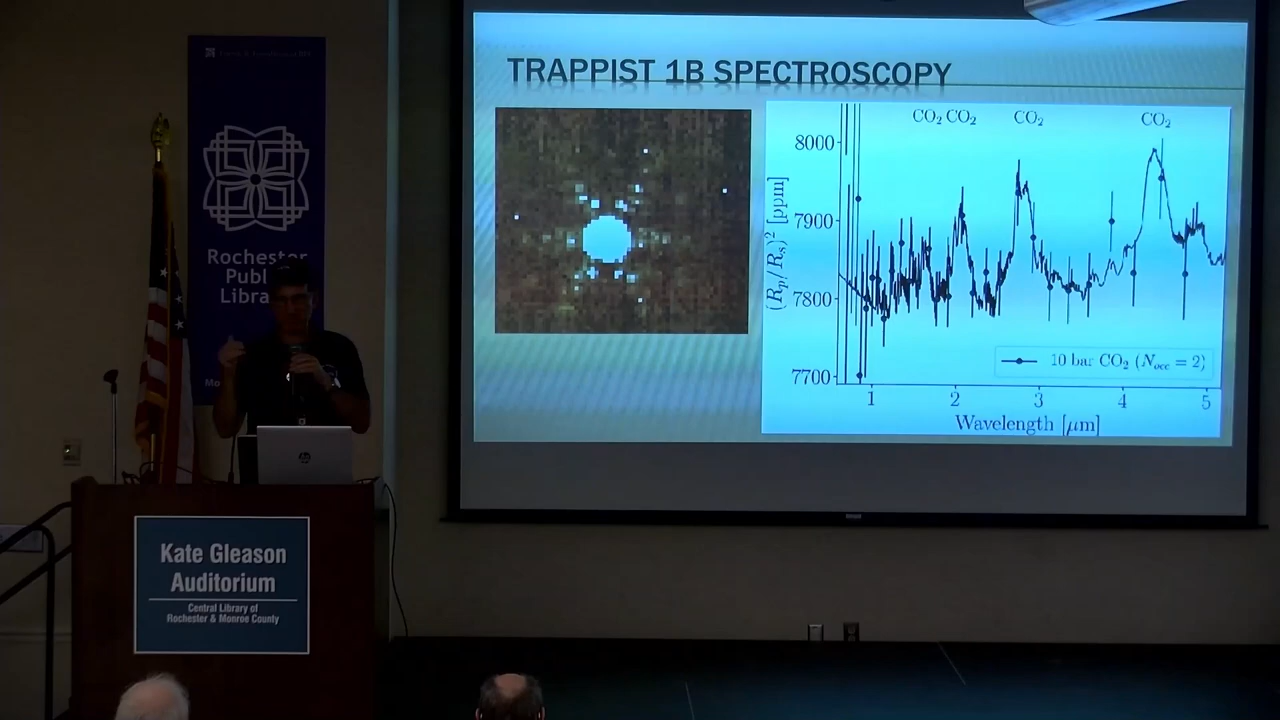 TRAPPIST 1B SPECTROSCOPY
CO₂ CO₂ CO₂ CO₂
8000
7900
7800
7700
(Rp/Rs)² [ppm]
10 bar CO₂ (Nocc = 2)
1 2 3 4 5
Wavelength [μm]
Rochester
Public
Library
hp
Kate Gleason
Auditorium
Central Library of
Rochester & Monroe County